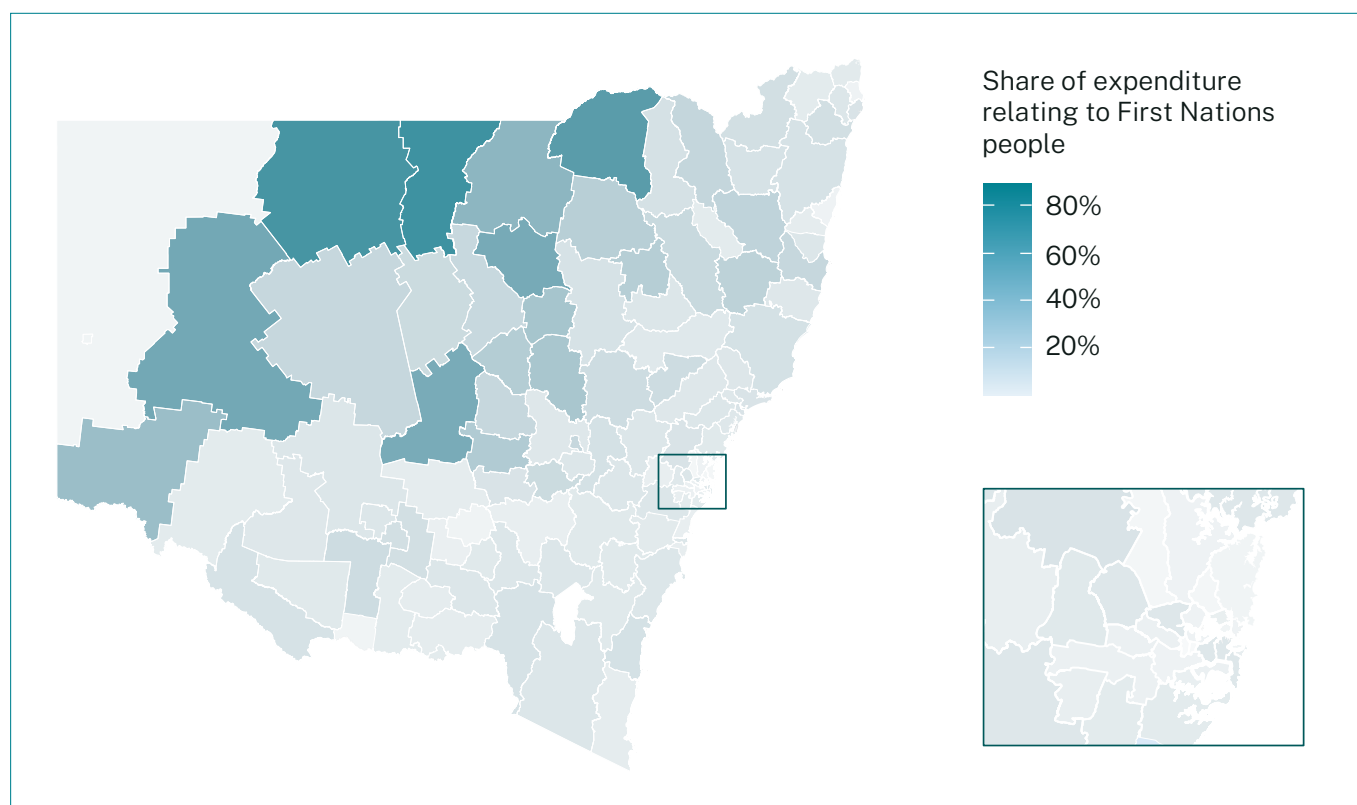 Share of expenditure
relating to First Nations
people
80%
60%
40%
20%